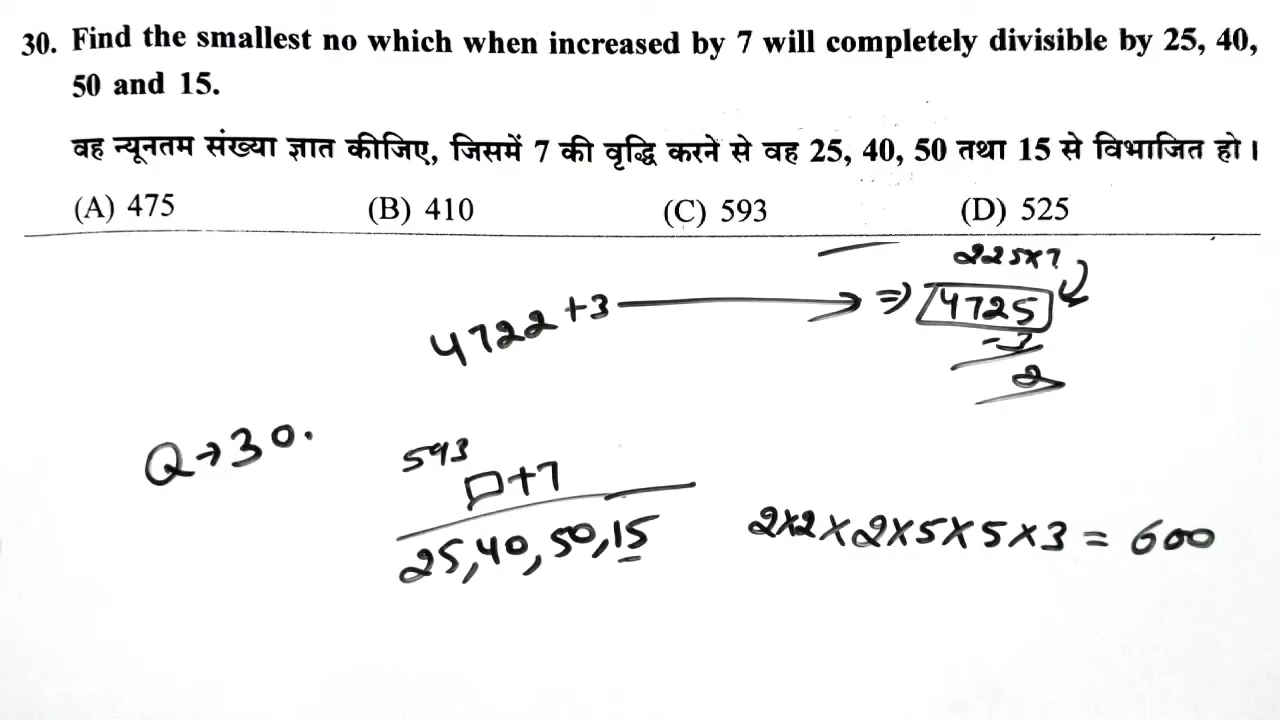 30. Find the smallest no which when increased by 7 will completely divisible by 25, 40,
50 and 15.
वह न्यूनतम संख्या ज्ञात कीजिए, जिसमें 7 की वृद्धि करने से वह 25, 40, 50 तथा 15 से विभाजित हो।
(A) 475 (B) 410 (C) 593 (D) 525
225×7
4722+3 ⇒ 4725
-3
2
Q→30.
593
□+7
25,40,50,15
2×2×2×5×5×3=600